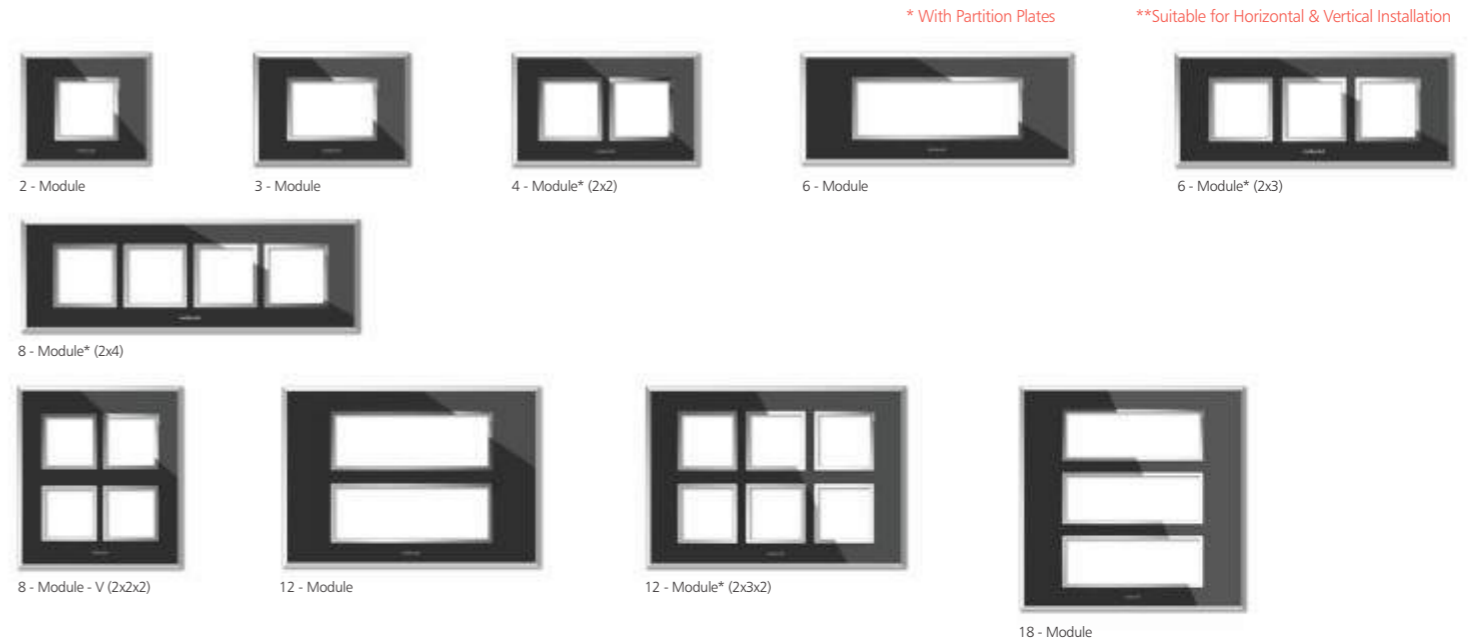 * With Partition Plates
**Suitable for Horizontal & Vertical Installation
2 - Module
3 - Module
4 - Module* (2x2)
6 - Module
6 - Module* (2x3)
8 - Module* (2x4)
8 - Module - V (2x2x2)
12 - Module
12 - Module* (2x3x2)
18 - Module